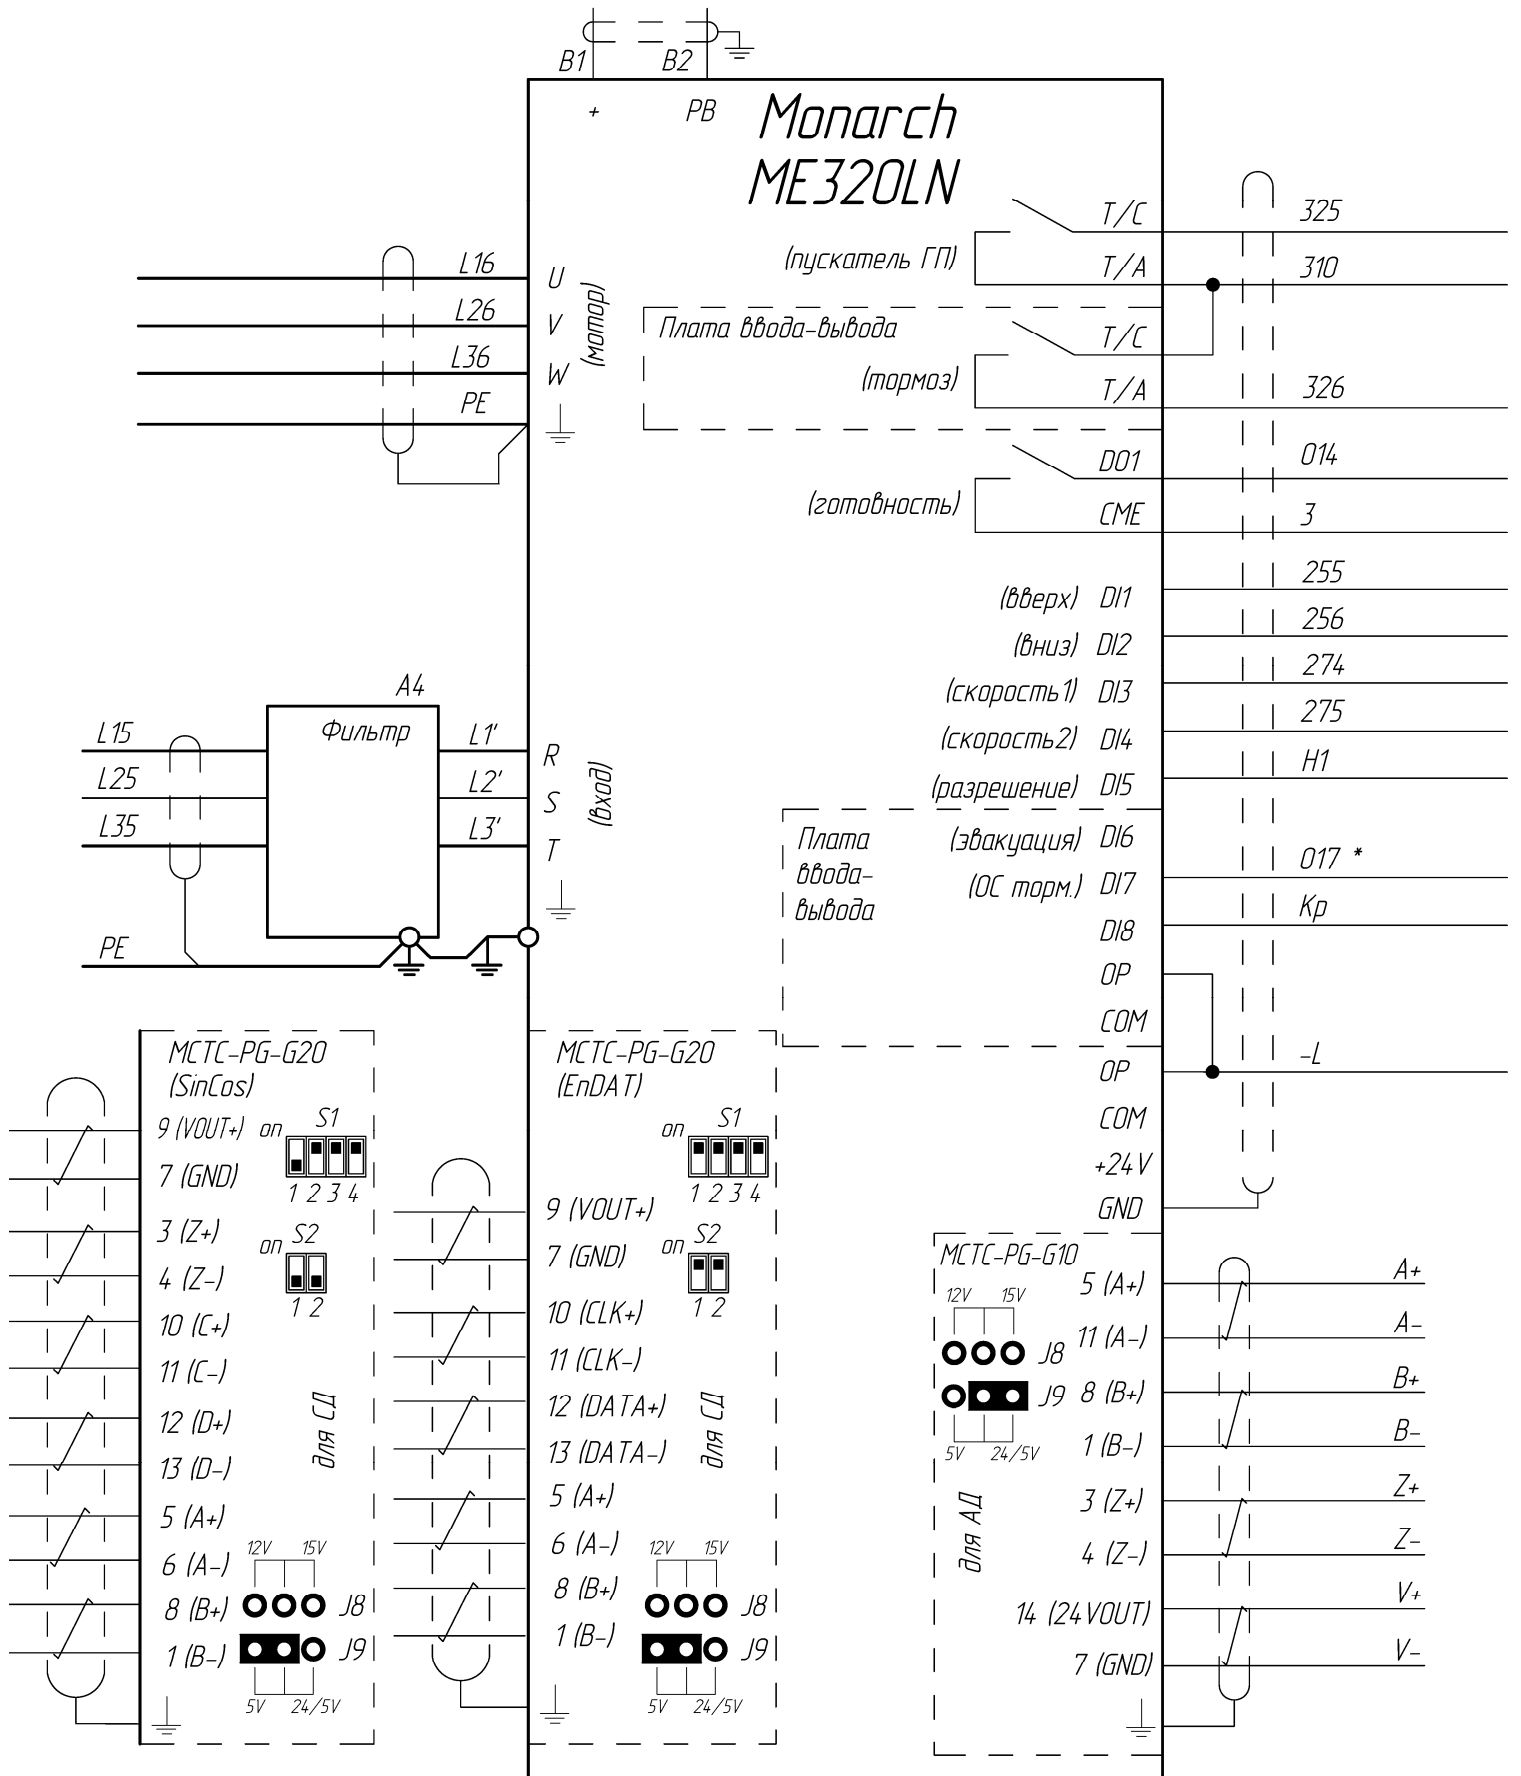 B1
B2
+
PB
Monarch
ME320LN
T/C
325
(пускатель ГП)
T/A
310
L16
U
L26
V
L36
W
PE
(мотор)
Плата ввода-вывода
T/C
(тормоз)
T/A
326
DO1
014
(готовность)
CME
3
(вверх) DI1
255
(вниз) DI2
256
(скорость1) DI3
274
(скорость2) DI4
275
(разрешение) DI5
H1
A4
Фильтр
L15
L1'
R
L25
L2'
S
L35
L3'
T
(вход)
PE
Плата
ввода-
вывода
(эвакуация) DI6
(ОС торм.) DI7
017 *
DI8
Кр
OP
COM
OP
-L
COM
+24V
GND
MCTC-PG-G20
(SinCos)
9 (VOUT+)
on
S1
7 (GND)
1 2 3 4
3 (Z+)
on
S2
4 (Z-)
1 2
10 (C+)
11 (C-)
12 (D+)
13 (D-)
для СД
5 (A+)
6 (A-)
12V
15V
8 (B+)
J8
1 (B-)
J9
5V
24/5V
MCTC-PG-G20
(EnDAT)
on
S1
1 2 3 4
9 (VOUT+)
on
S2
7 (GND)
1 2
10 (CLK+)
11 (CLK-)
12 (DATA+)
13 (DATA-)
для СД
5 (A+)
6 (A-)
12V
15V
8 (B+)
J8
1 (B-)
J9
5V
24/5V
MCTC-PG-G10
5 (A+)
A+
12V
15V
11 (A-)
A-
J8
J9
8 (B+)
B+
5V
24/5V
1 (B-)
B-
для АД
3 (Z+)
Z+
4 (Z-)
Z-
14 (24VOUT)
V+
7 (GND)
V-